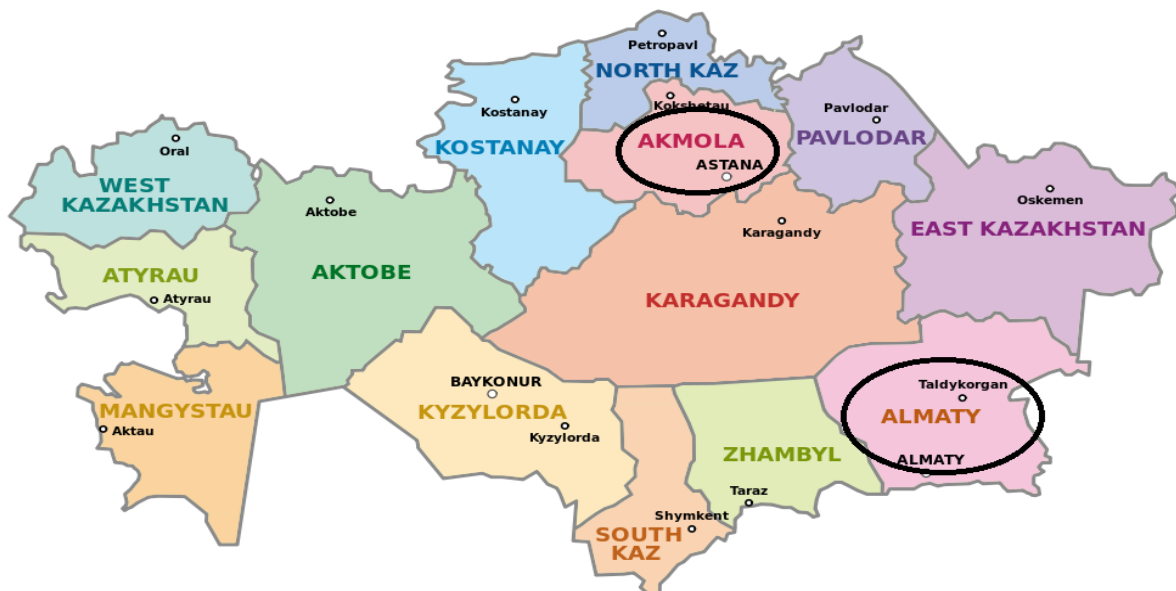 Petropavl
NORTH KAZ
Kokshetau
Kostanay
KOSTANAY
AKMOLA
ASTANA
Pavlodar
PAVLODAR
Oral
WEST
KAZAKHSTAN
Aktobe
AKTOBE
Karagandy
KARAGANDY
Oskemen
EAST KAZAKHSTAN
ATYRAU
Atyrau
MANGYSTAU
Aktau
BAYKONUR
KYZYLORDA
Kyzylorda
Taldykorgan
ALMATY
ALMATY
ZHAMBYL
Taraz
Shymkent
SOUTH
KAZ